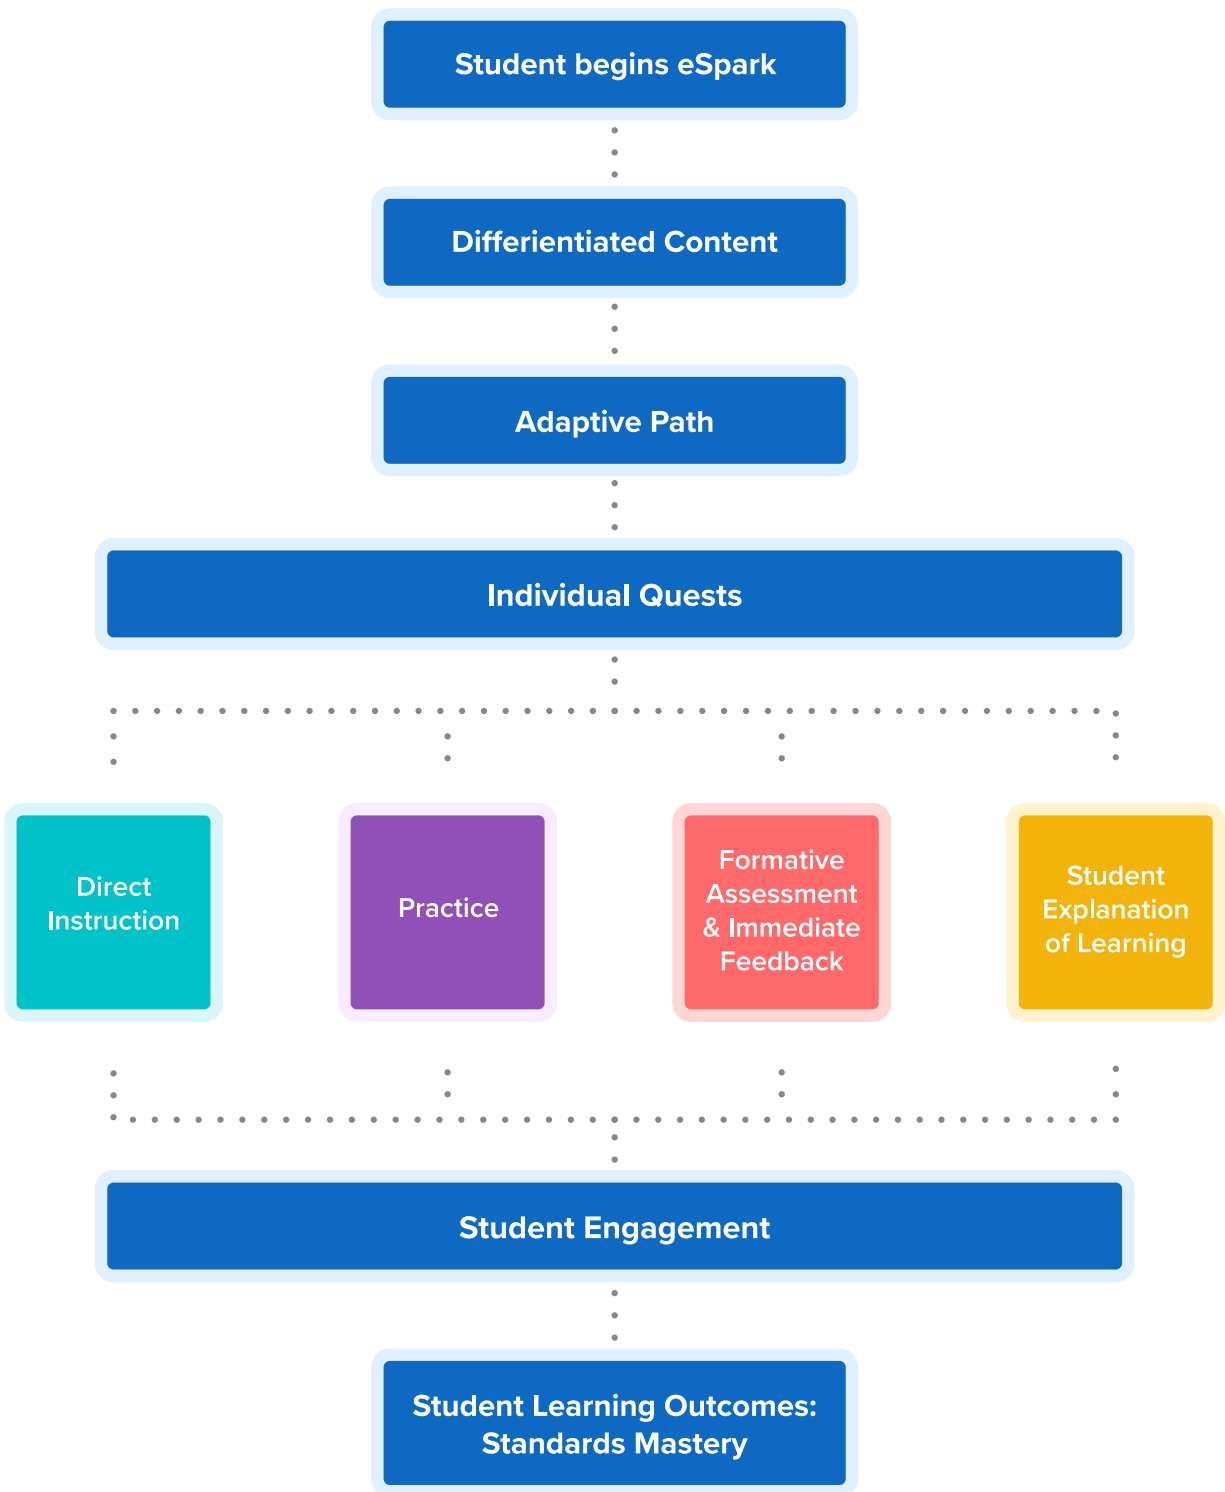 Student begins eSpark
Differientiated Content
Adaptive Path
Individual Quests
Direct
Instruction
Practice
Formative
Assessment
& Immediate
Feedback
Student
Explanation
of Learning
Student Engagement
Student Learning Outcomes:
Standards Mastery